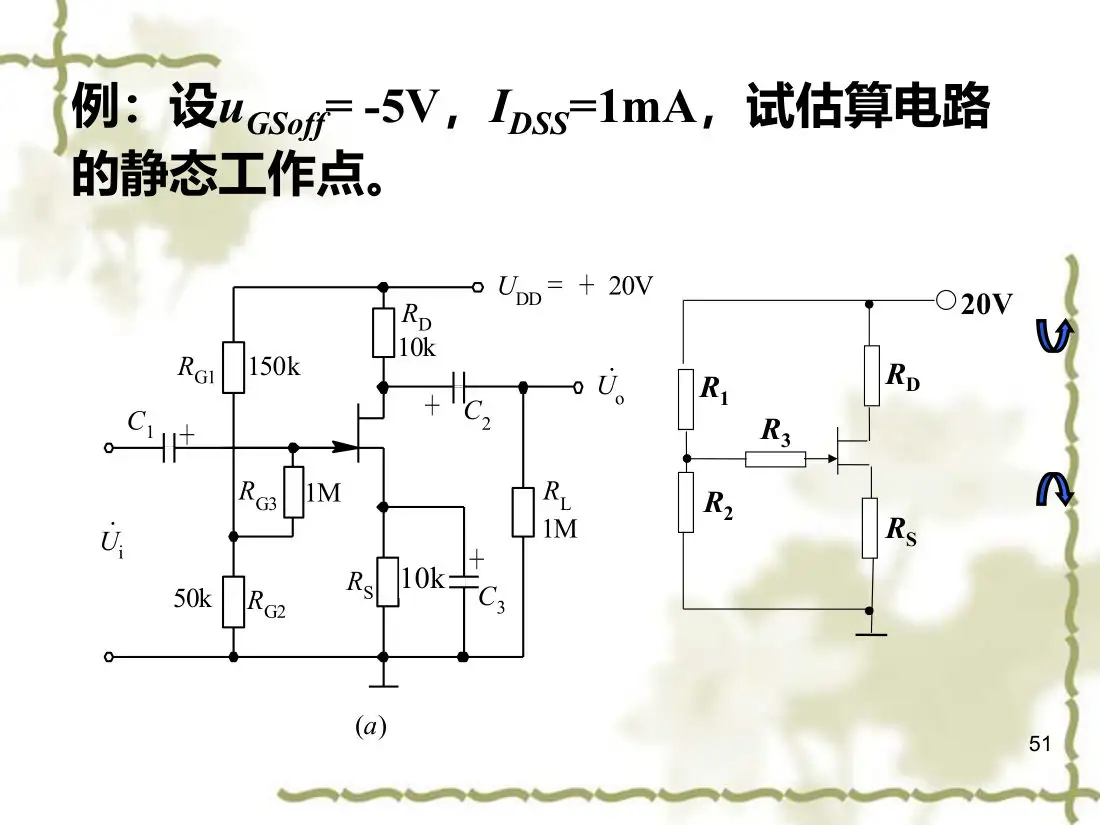 例：设uGSoff= -5V，IDSS=1mA，试估算电路
的静态工作点。
UDD = + 20V
RD
10k
RG1
150k
C1
+
+
C2
U̇o
RG3
1M
RL
1M
U̇i
50k
RG2
RS
10k
+
C3
(a)
20V
R1
RD
R3
R2
RS
51